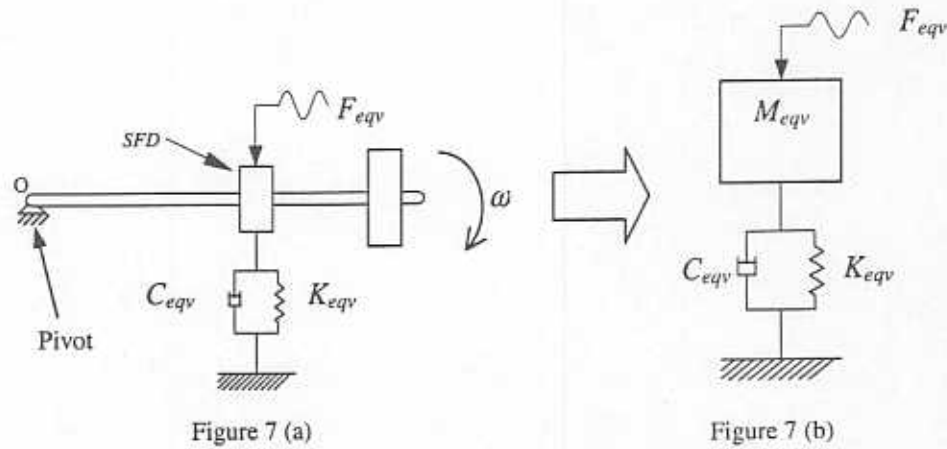 F_eqv
F_eqv
SFD
M_eqv
O
ω
C_eqv
K_eqv
C_eqv
K_eqv
Pivot
Figure 7 (a)
Figure 7 (b)